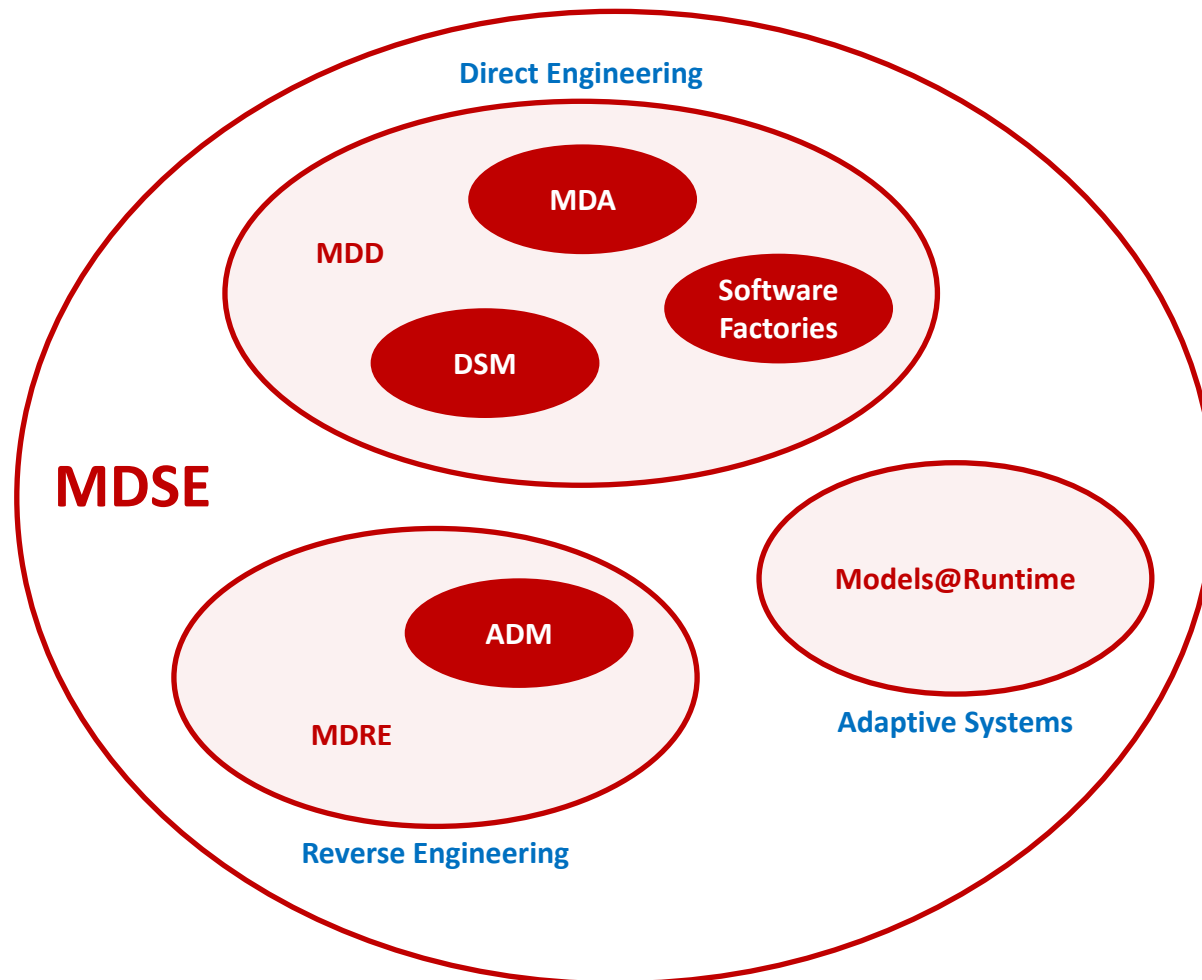 Direct Engineering
MDA
MDD
Software
Factories
DSM
MDSE
Models@Runtime
ADM
Adaptive Systems
MDRE
Reverse Engineering